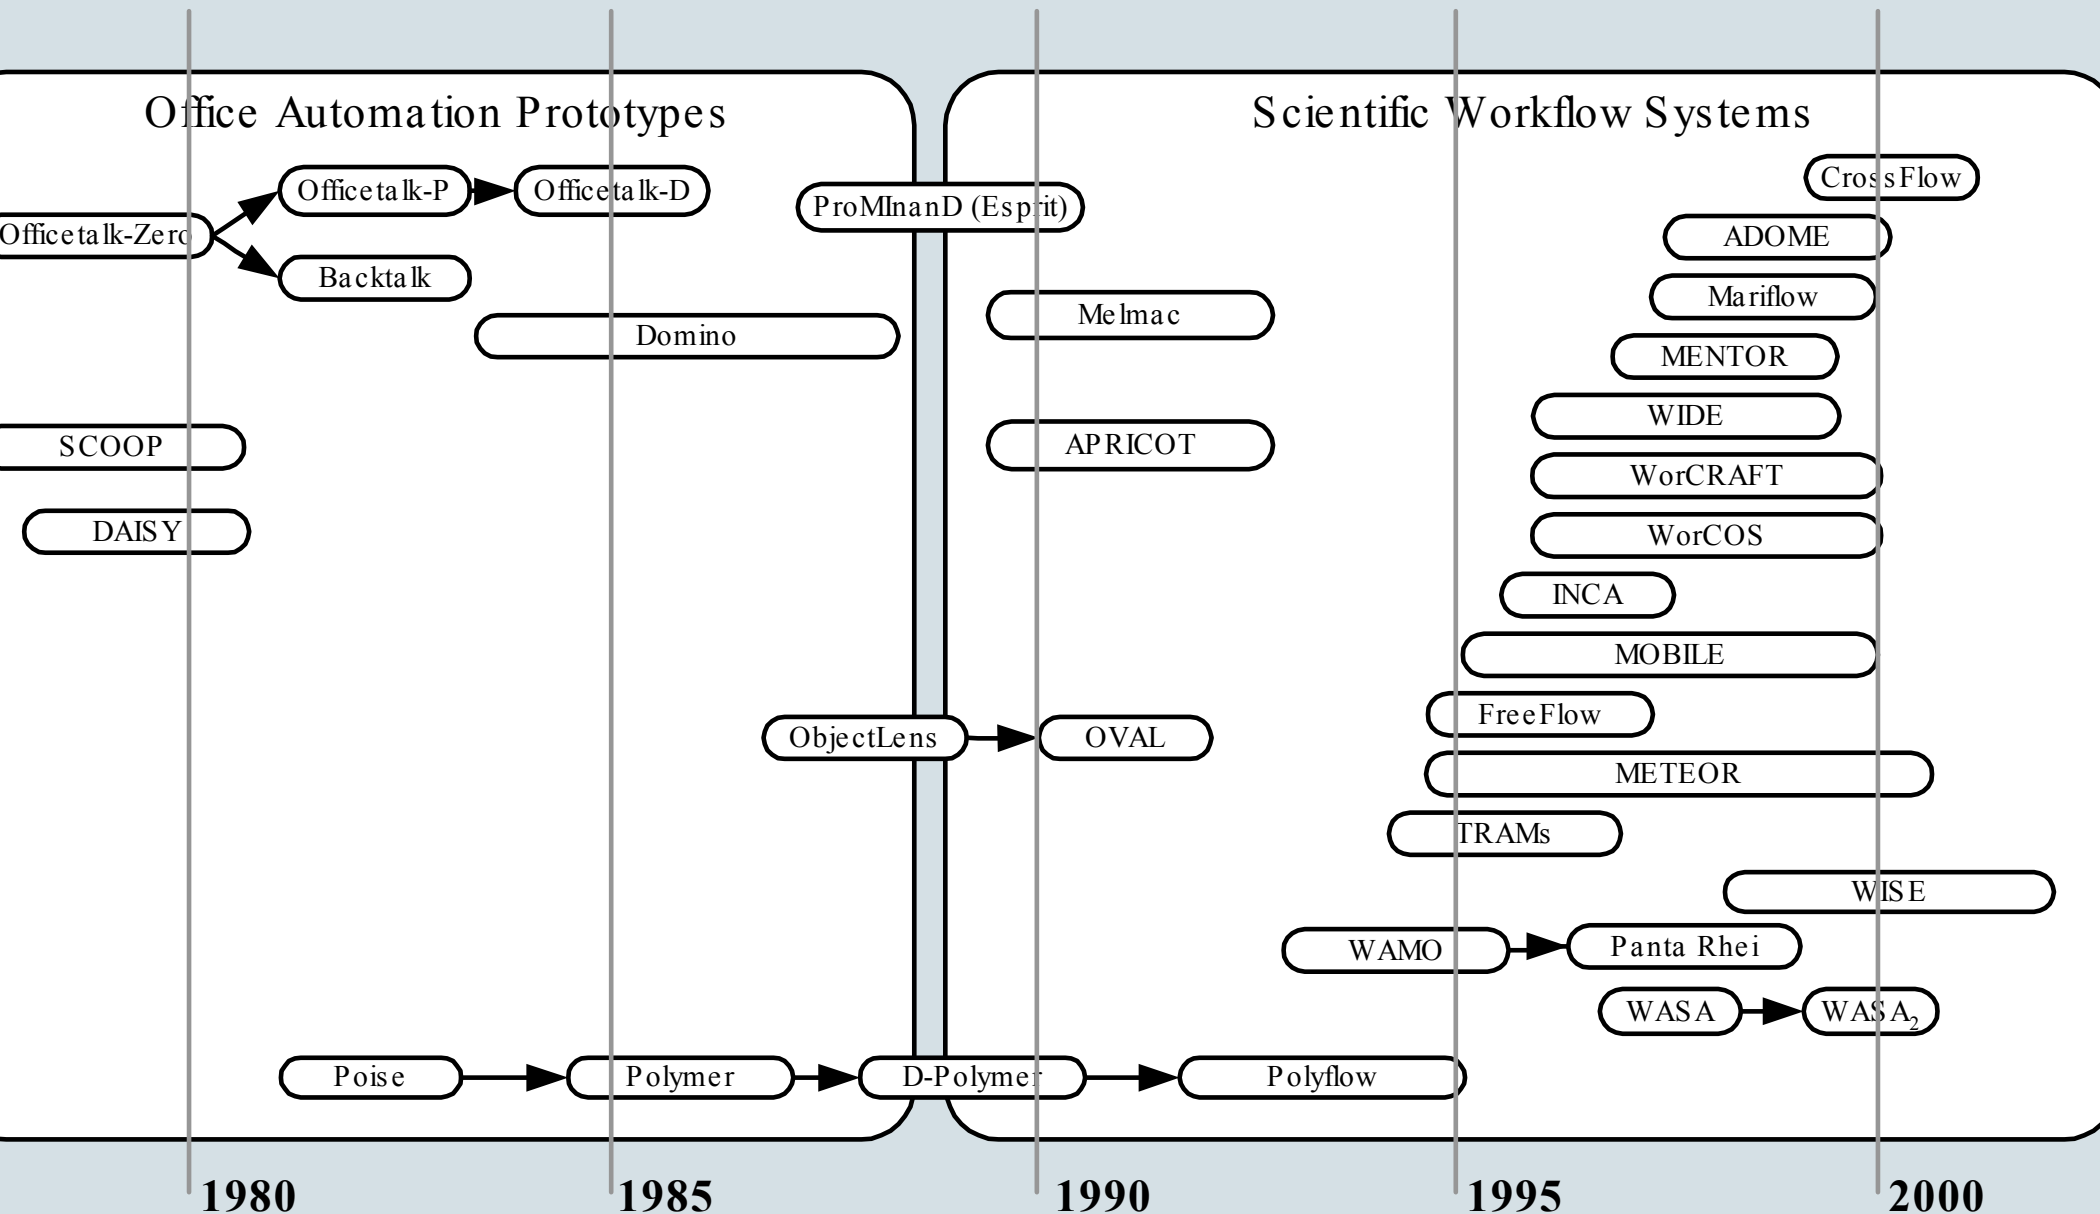 Office Automation Prototypes
Scientific Workflow Systems
Officetalk-Zero
Officetalk-P
Officetalk-D
Backtalk
Domino
SCOOP
DAISY
ProMInanD (Esprit)
Melmac
APRICOT
ObjectLens
OVAL
Poise
Polymer
D-Polymer
Polyflow
CrossFlow
ADOME
Mariflow
MENTOR
WIDE
WorCRAFT
WorCOS
INCA
MOBILE
FreeFlow
METEOR
TRAMs
WISE
WAMO
Panta Rhei
WASA
WASA₂
1980
1985
1990
1995
2000